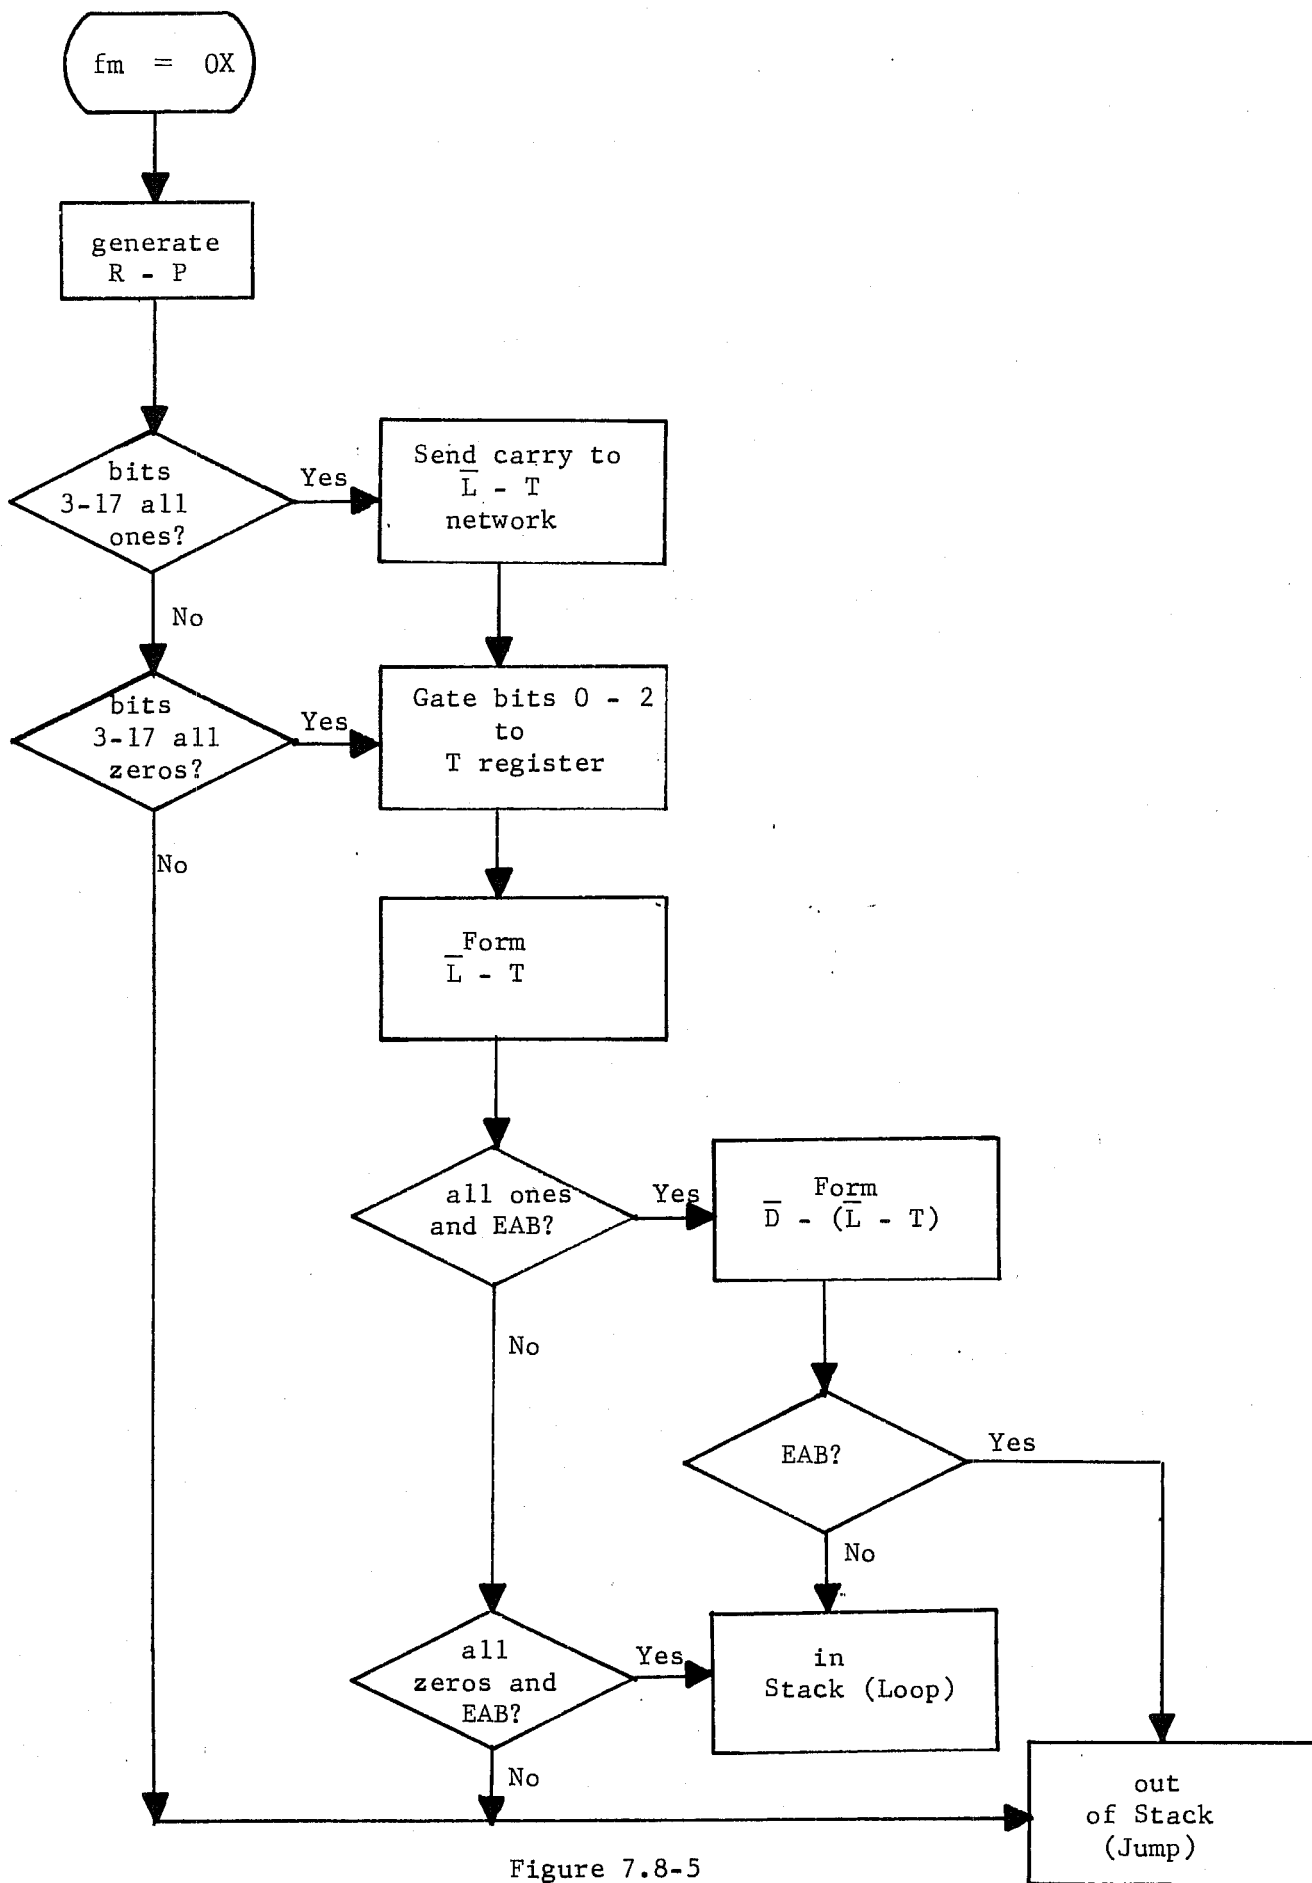 fm = OX
generate
R - P
bits
3-17 all
ones?
Yes
Send carry to
L̅ - T
network
No
bits
3-17 all
zeros?
Yes
Gate bits 0 - 2
to
T register
No
Form
L̅ - T
all ones
and EAB?
Yes
Form
D̅ - (L̅ - T)
No
EAB?
Yes
No
all
zeros and
EAB?
Yes
in
Stack (Loop)
No
out
of Stack
(Jump)
Figure 7.8-5